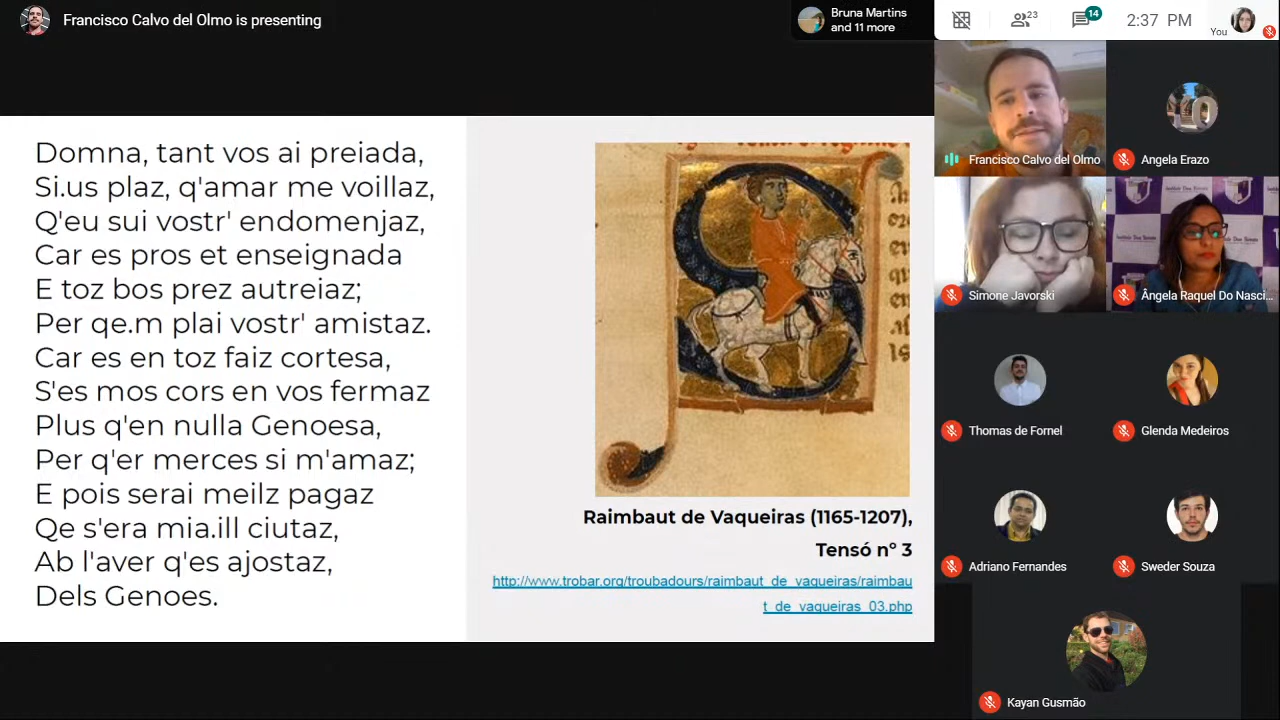 Francisco Calvo del Olmo is presenting
Bruna Martins
and 11 more
23
14
2:37 PM
You
Domna, tant vos ai preiada,
Si.us plaz, q'amar me voillaz,
Q'eu sui vostr' endomenjaz,
Car es pros et enseignada
E toz bos prez autreiaz;
Per qe.m plai vostr' amistaz.
Car es en toz faiz cortesa,
S'es mos cors en vos fermaz
Plus q'en nulla Genoesa,
Per q'er merces si m'amaz;
E pois serai meilz pagaz
Qe s'era mia.ill ciutaz,
Ab l'aver q'es ajostaz,
Dels Genoes.
Raimbaut de Vaqueiras (1165-1207),
Tensó nº 3
http://www.trobar.org/troubadours/raimbaut_de_vaqueiras/raimbau
t_de_vaqueiras_03.php
Francisco Calvo del Olmo
Angela Erazo
Simone Javorski
Ângela Raquel Do Nasci...
Thomas de Fornel
Glenda Medeiros
Adriano Fernandes
Sweder Souza
Kayan Gusmão